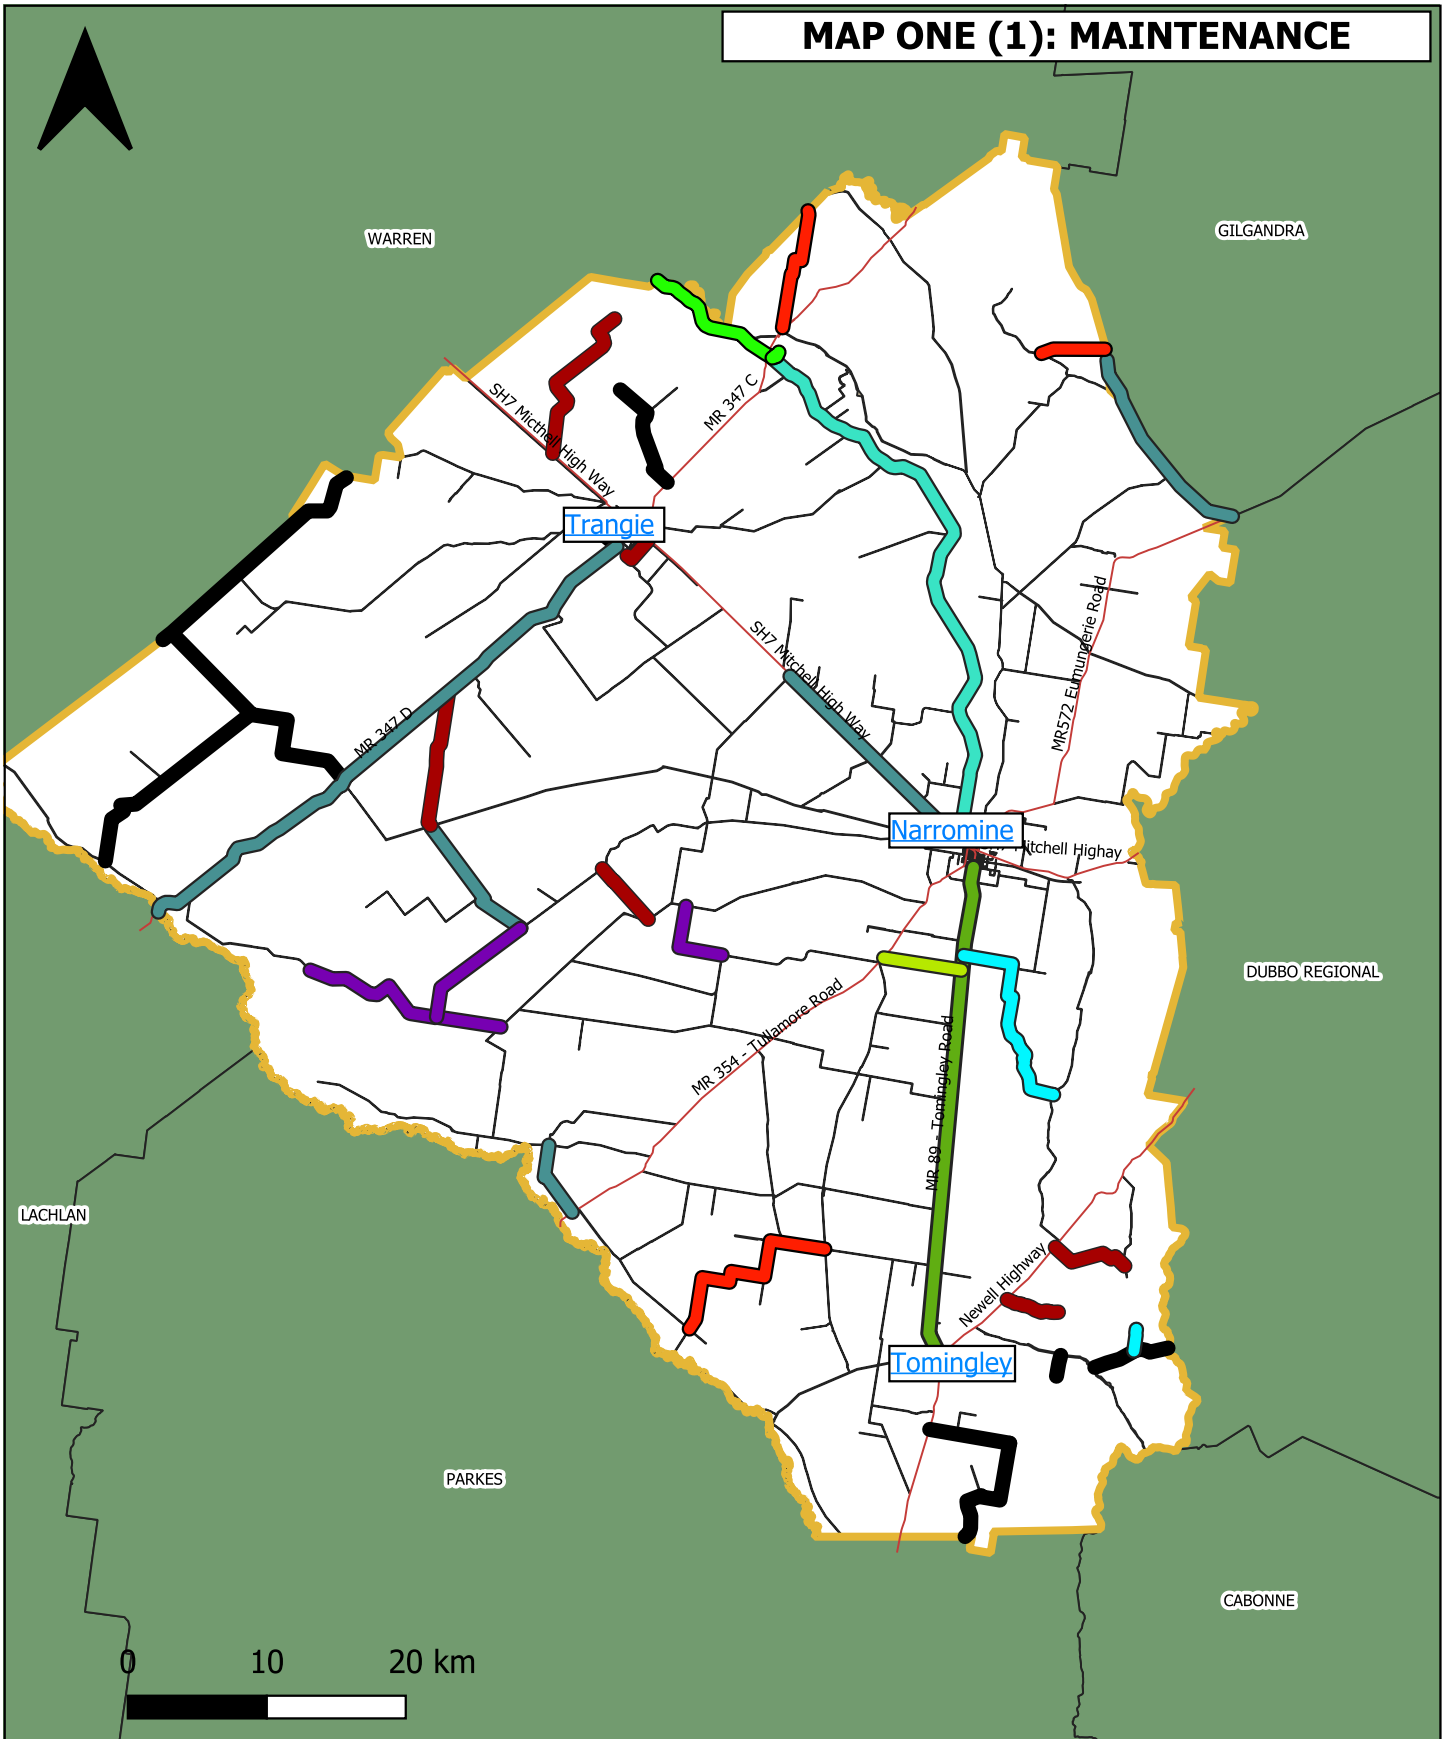 MAP ONE (1): MAINTENANCE
WARREN
GILGANDRA
SH7 Micthell High Way
MR 347 C
Trangie
MR572 Eumungerie Road
SH7 Mitchell High Way
MR 347 D
Narromine
Mitchell Highay
DUBBO REGIONAL
MR 354 - Tullamore Road
MR 89 - Tomingley Road
LACHLAN
Newell Highway
Tomingley
PARKES
CABONNE
0 10 20 km